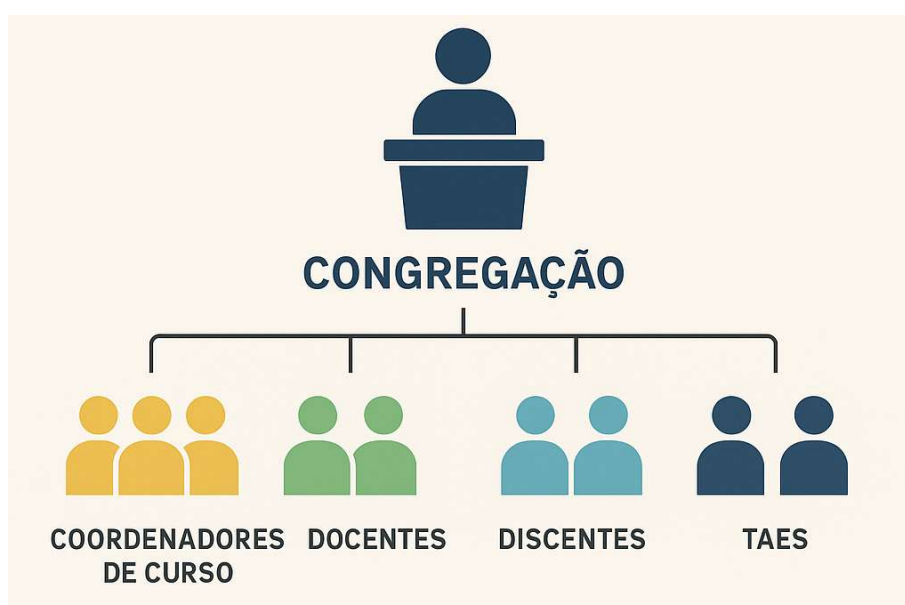 CONGREGAÇÃO
COORDENADORES
DE CURSO
DOCENTES
DISCENTES
TAES